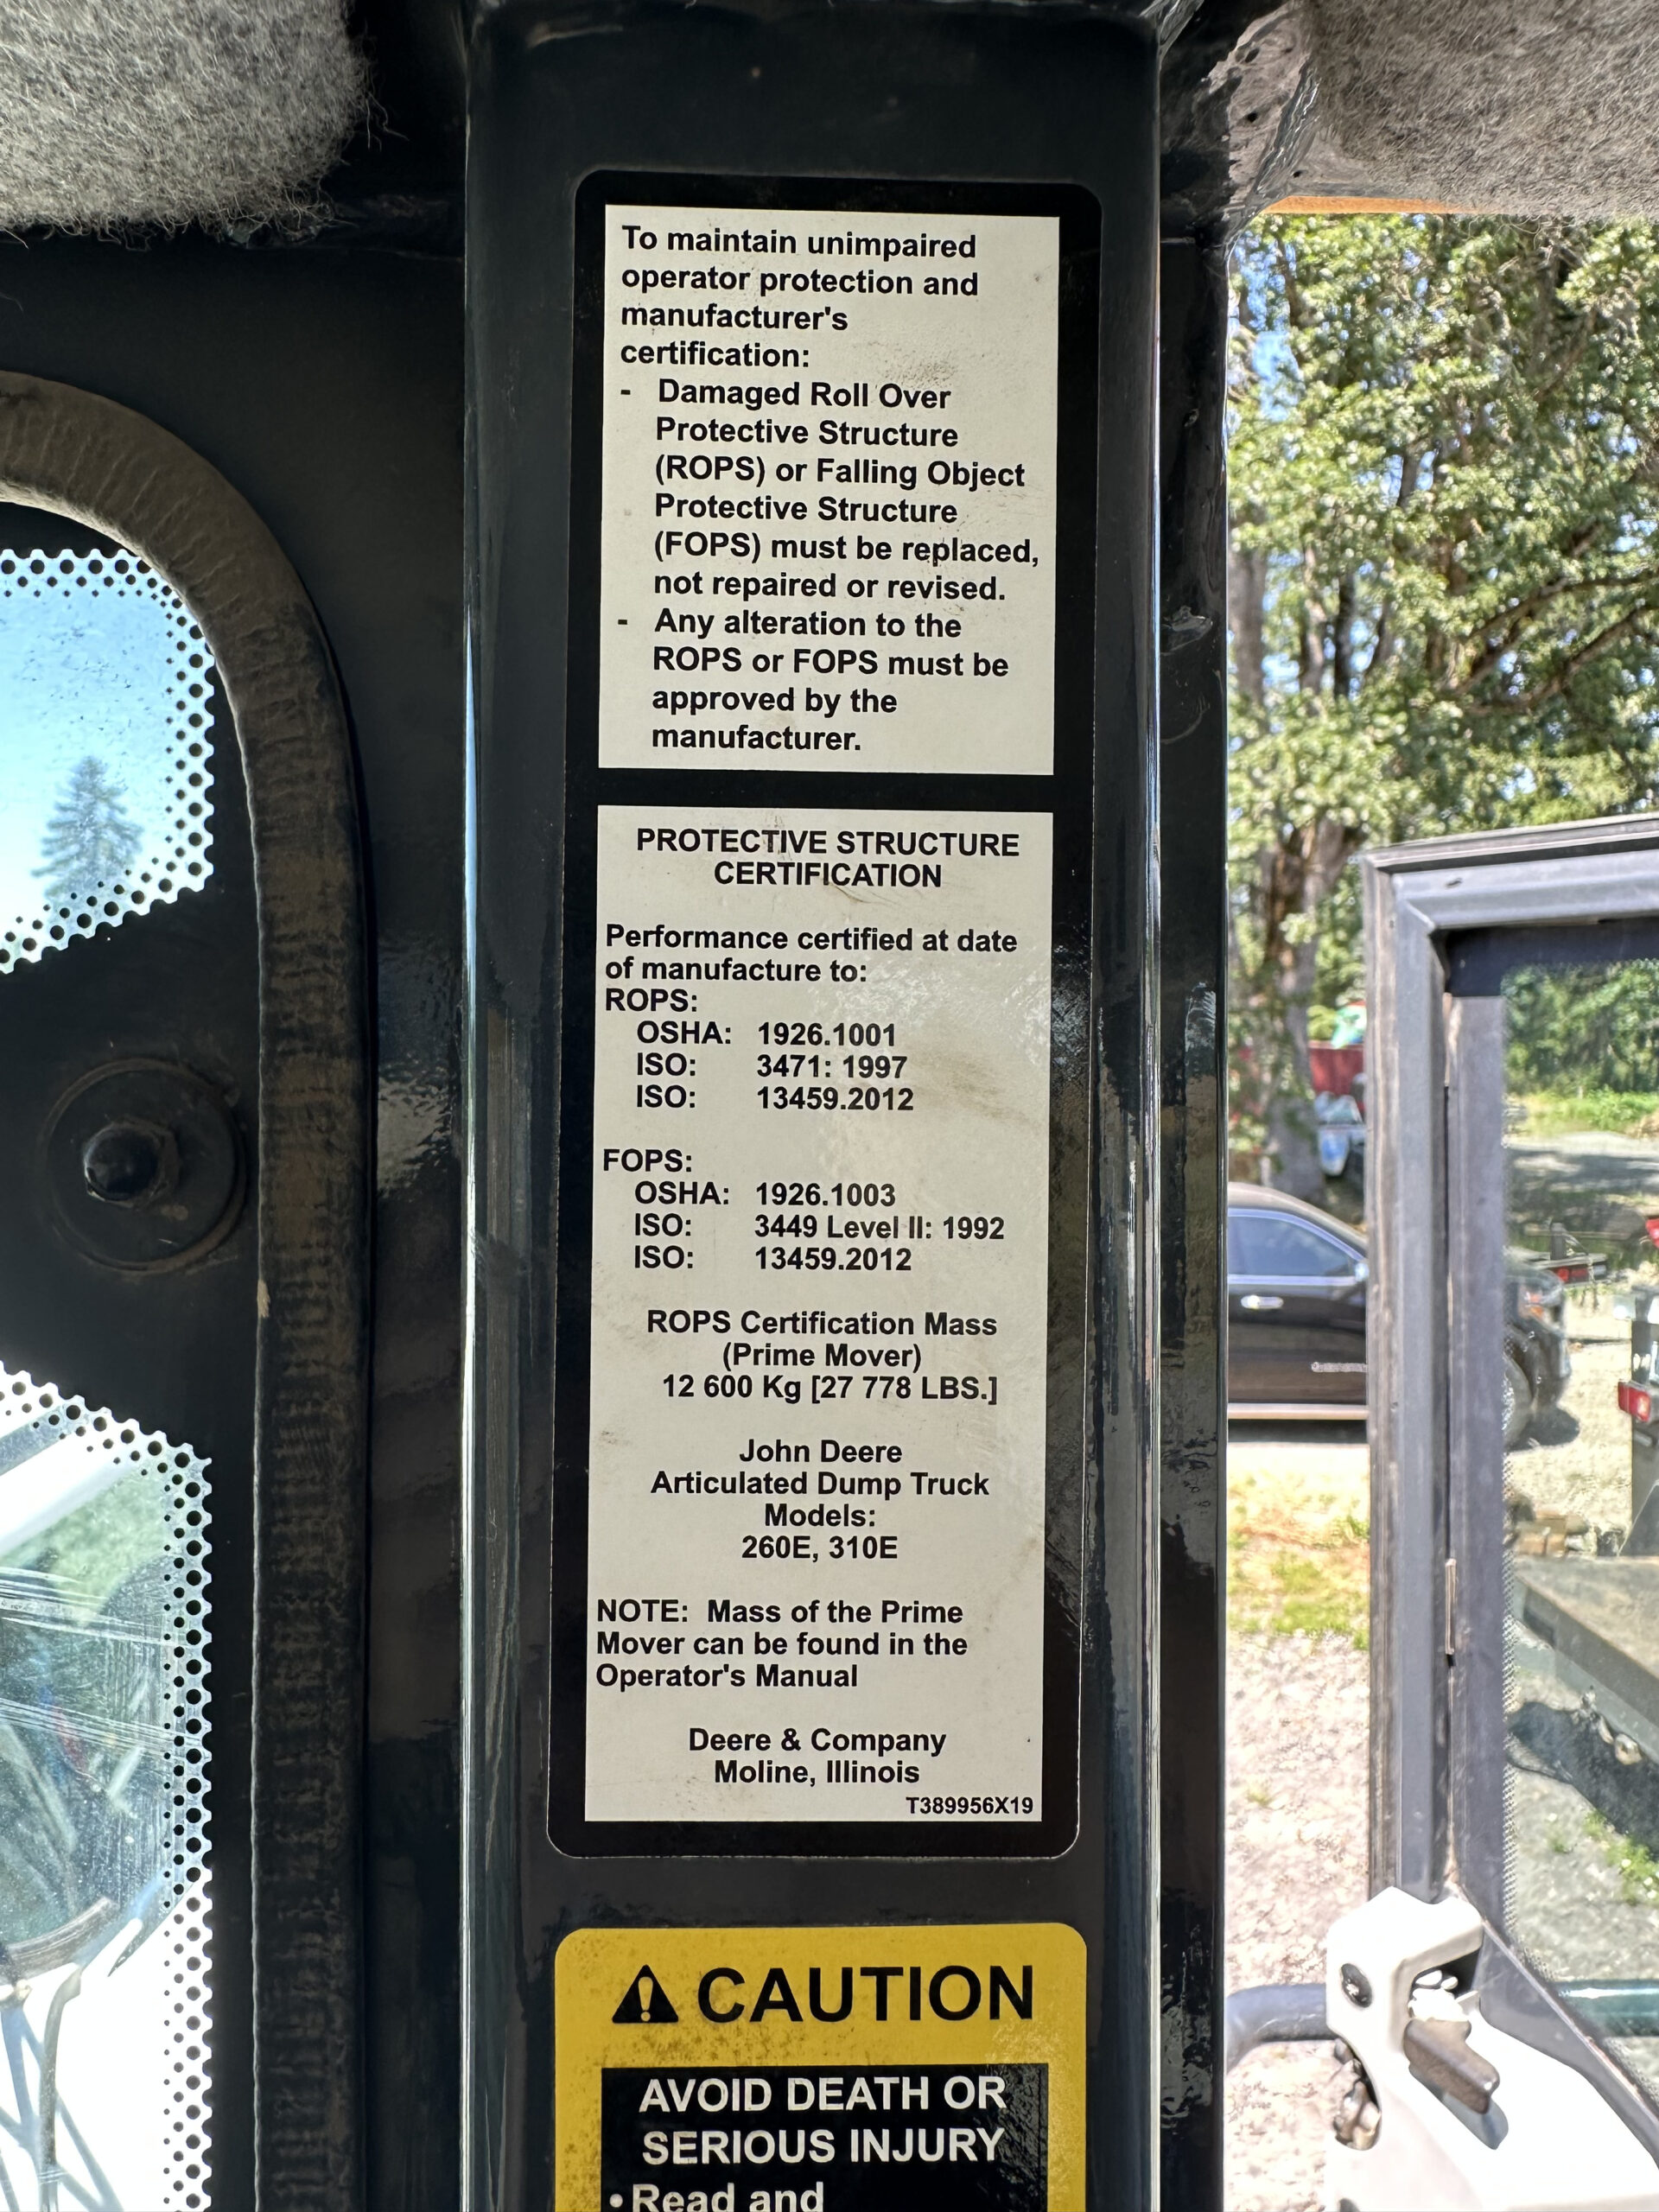 To maintain unimpaired
operator protection and
manufacturer's
certification:
- Damaged Roll Over
Protective Structure
(ROPS) or Falling Object
Protective Structure
(FOPS) must be replaced,
not repaired or revised.
- Any alteration to the
ROPS or FOPS must be
approved by the
manufacturer.
PROTECTIVE STRUCTURE
CERTIFICATION
Performance certified at date
of manufacture to:
ROPS:
OSHA: 1926.1001
ISO: 3471: 1997
ISO: 13459.2012
FOPS:
OSHA: 1926.1003
ISO: 3449 Level II: 1992
ISO: 13459.2012
ROPS Certification Mass
(Prime Mover)
12 600 Kg [27 778 LBS.]
John Deere
Articulated Dump Truck
Models:
260E, 310E
NOTE: Mass of the Prime
Mover can be found in the
Operator's Manual
Deere & Company
Moline, Illinois
T389956X19
CAUTION
AVOID DEATH OR
SERIOUS INJURY
• Read and